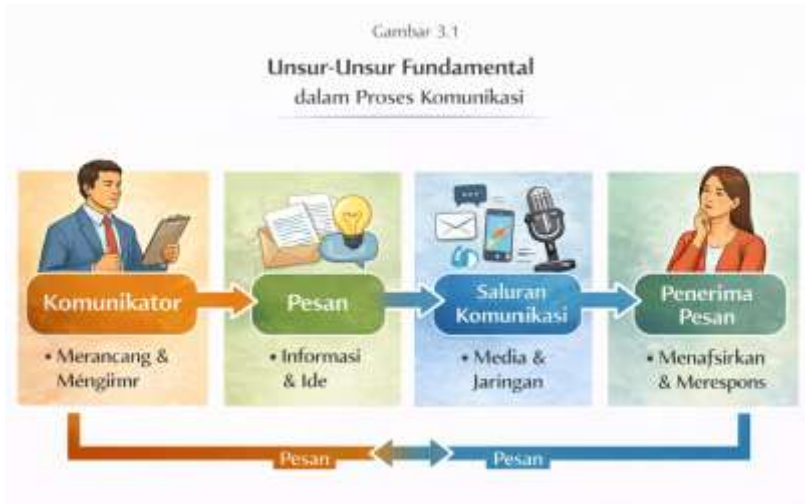 Gambar 3.1
Unsur-Unsur Fundamental
dalam Proses Komunikasi
Komunikator
• Merancang &
Méngiimr
Pesan
• Informasi
& Ide
Saluran
Komunikasi
• Media &
Jaringan
Penerima
Pesan
• Menafsirkan
& Merespons
Pesan
Pesan